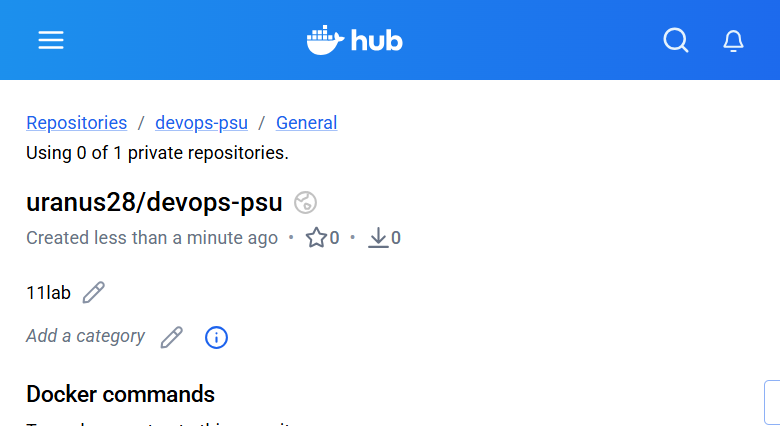 hub
Repositories / devops-psu / General
Using 0 of 1 private repositories.
uranus28/devops-psu
Created less than a minute ago • 0 • 0
11lab
Add a category
Docker commands